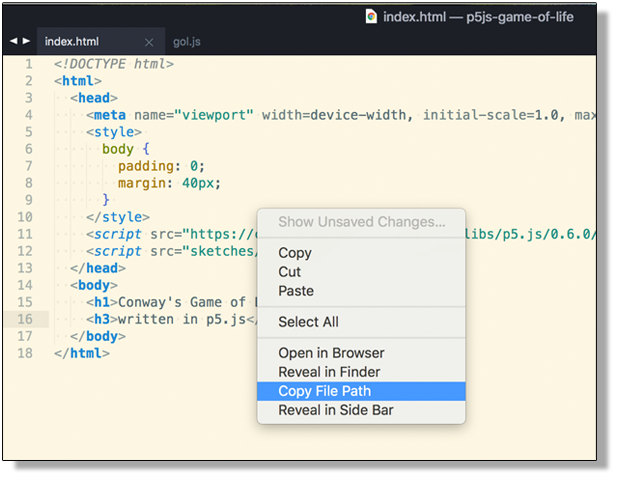 index.html — p5js-game-of-life
index.html
gol.js
1 <!DOCTYPE html>
2 <html>
3 <head>
4 <meta name="viewport" width=device-width, initial-scale=1.0, max
5 <style>
6 body {
7 padding: 0;
8 margin: 40px;
9 }
10 </style>
11 <script src="https:// libs/p5.js/0.6.0/
12 <script src="sketches/
13 </head>
14 <body>
15 <h1>Conway's Game of
16 <h3>written in p5.js</
17 </body>
18 </html>
Show Unsaved Changes...
Copy
Cut
Paste
Select All
Open in Browser
Reveal in Finder
Copy File Path
Reveal in Side Bar